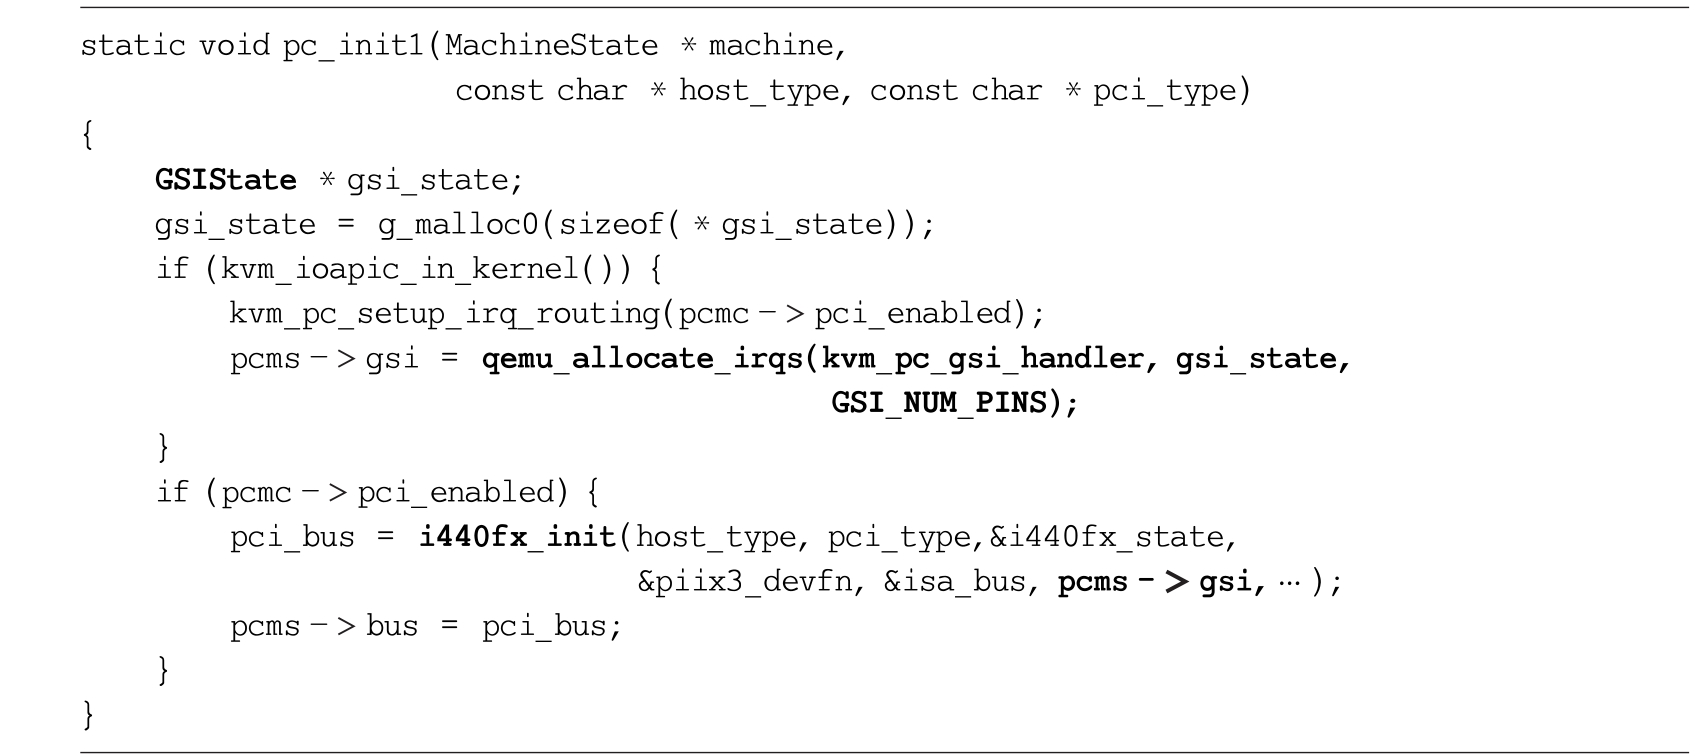 static void pc_init1(MachineState * machine,
const char * host_type, const char * pci_type)
{
GSIState * gsi_state;
gsi_state = g_malloc0(sizeof( * gsi_state));
if (kvm_ioapic_in_kernel()) {
kvm_pc_setup_irq_routing(pcmc -> pci_enabled);
pcms -> gsi = qemu_allocate_irqs(kvm_pc_gsi_handler, gsi_state,
GSI_NUM_PINS);
}
if (pcmc -> pci_enabled) {
pci_bus = i440fx_init(host_type, pci_type,&i440fx_state,
&piix3_devfn, &isa_bus, pcms -> gsi, … );
pcms -> bus = pci_bus;
}
}